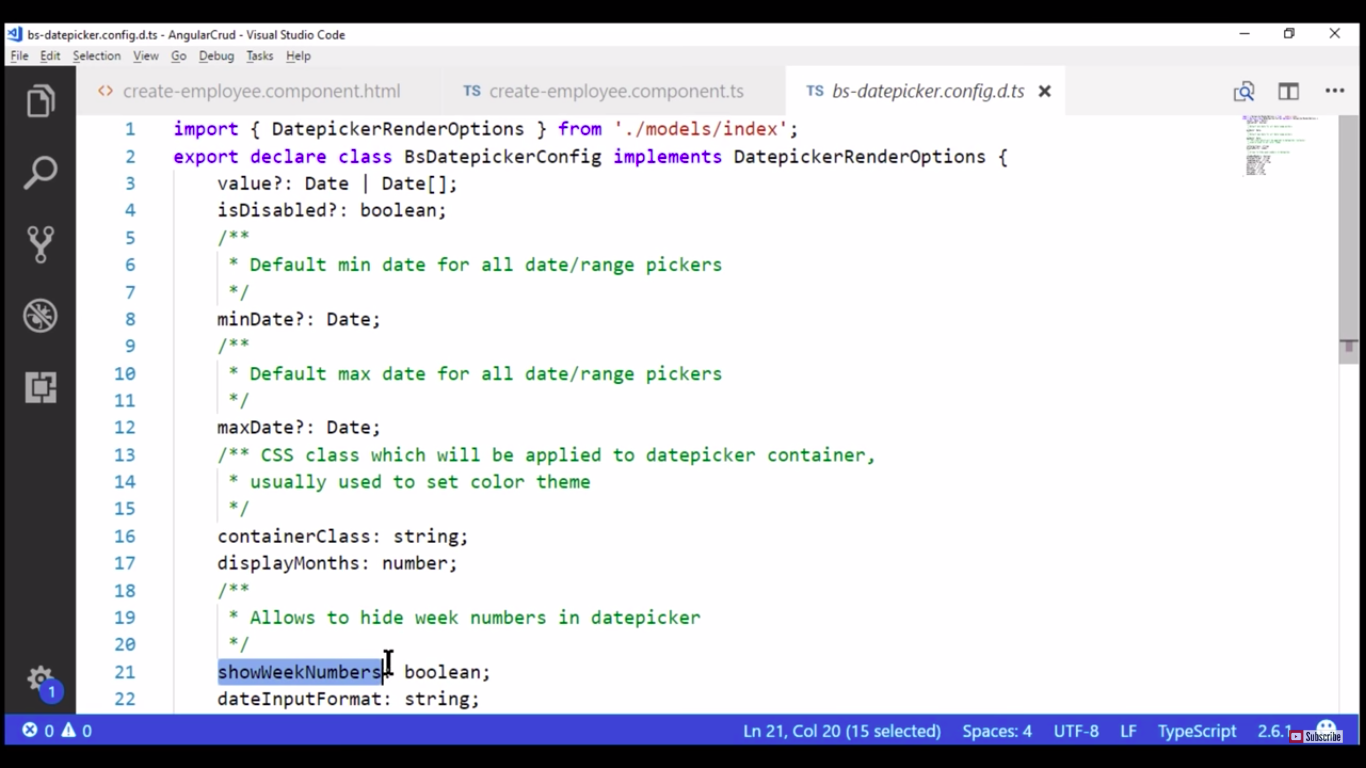 bs-datepicker.config.d.ts - AngularCrud - Visual Studio Code
File Edit Selection View Go Debug Tasks Help
<> create-employee.component.html TS create-employee.component.ts TS bs-datepicker.config.d.ts
1 import { DatepickerRenderOptions } from './models/index';
2 export declare class BsDatepickerConfig implements DatepickerRenderOptions {
3 value?: Date | Date[];
4 isDisabled?: boolean;
5 /**
6 * Default min date for all date/range pickers
7 */
8 minDate?: Date;
9 /**
10 * Default max date for all date/range pickers
11 */
12 maxDate?: Date;
13 /** CSS class which will be applied to datepicker container,
14 * usually used to set color theme
15 */
16 containerClass: string;
17 displayMonths: number;
18 /**
19 * Allows to hide week numbers in datepicker
20 */
21 showWeekNumbers: boolean;
22 dateInputFormat: string;
1
0 0 Ln 21, Col 20 (15 selected) Spaces: 4 UTF-8 LF TypeScript 2.6.1 Subscribe